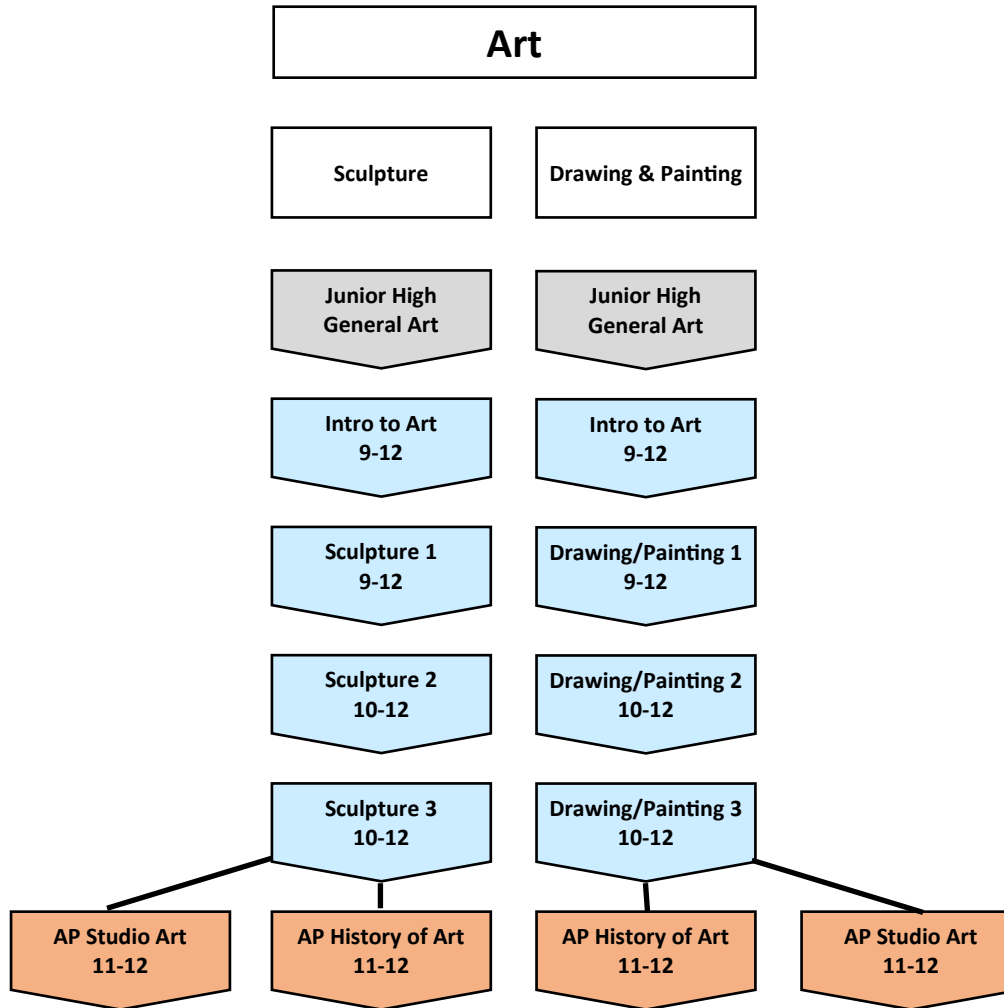 Art
Sculpture
Drawing & Painting
Junior High
General Art
Junior High
General Art
Intro to Art
9-12
Intro to Art
9-12
Sculpture 1
9-12
Drawing/Painting 1
9-12
Sculpture 2
10-12
Drawing/Painting 2
10-12
Sculpture 3
10-12
Drawing/Painting 3
10-12
AP Studio Art
11-12
AP History of Art
11-12
AP History of Art
11-12
AP Studio Art
11-12